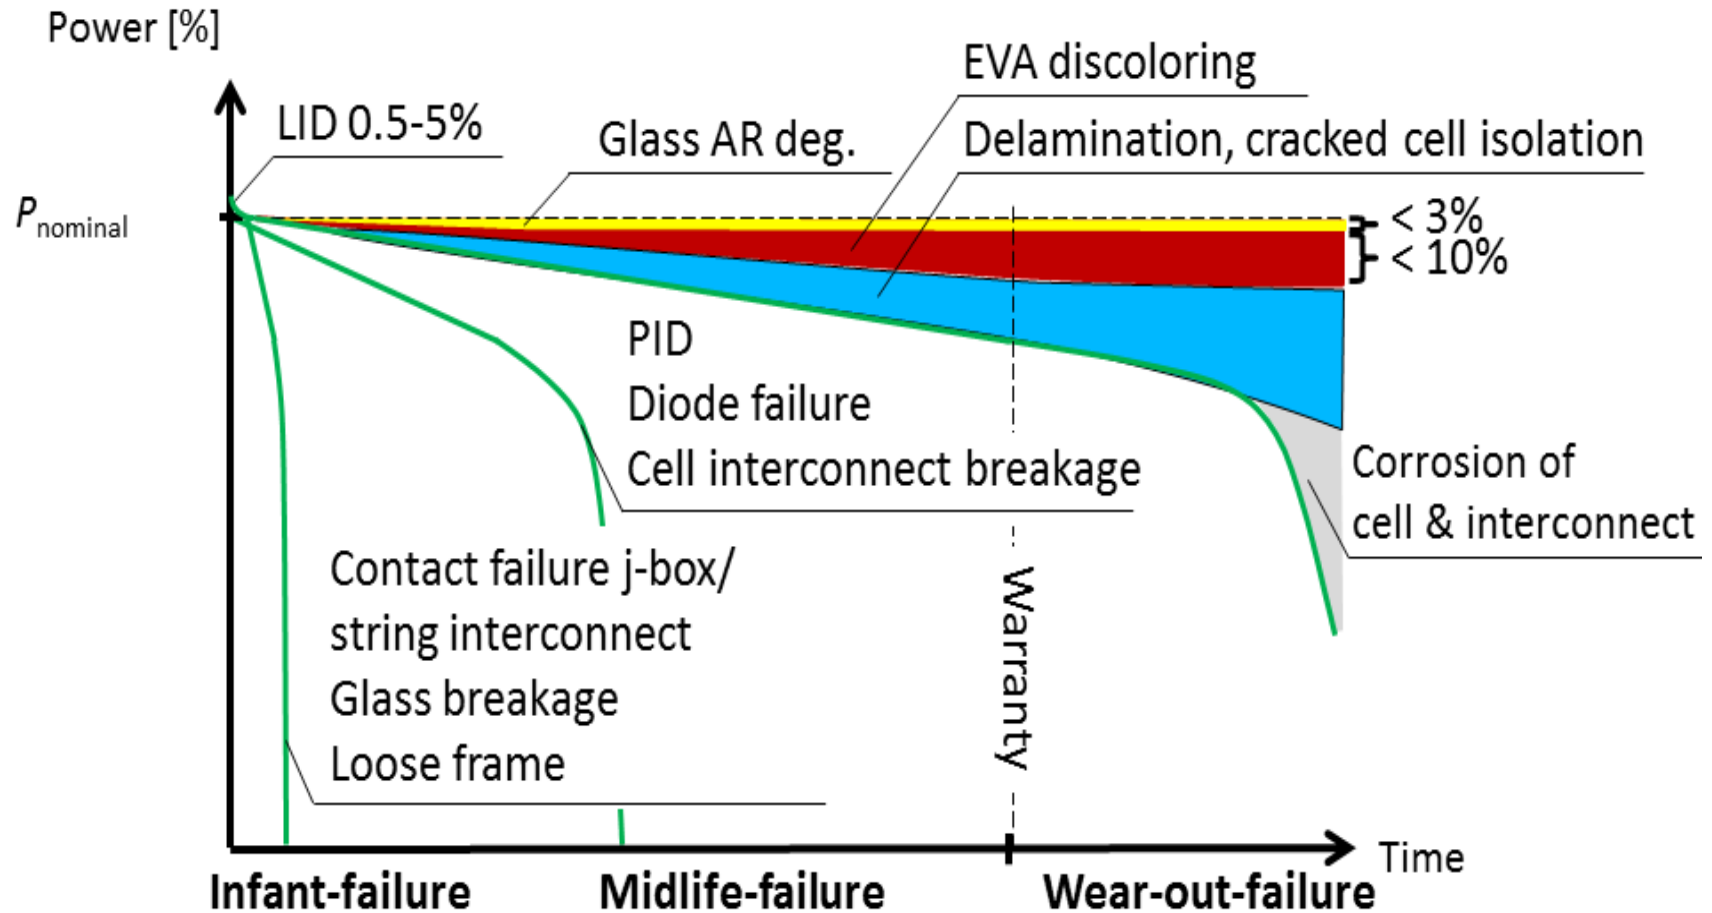 Power [%]
EVA discoloring
LID 0.5-5%
Glass AR deg.
Delamination, cracked cell isolation
Pnominal
< 3%
< 10%
PID
Diode failure
Cell interconnect breakage
Corrosion of
cell & interconnect
Contact failure j-box/
string interconnect
Glass breakage
Loose frame
Warranty
Time
Infant-failure
Midlife-failure
Wear-out-failure